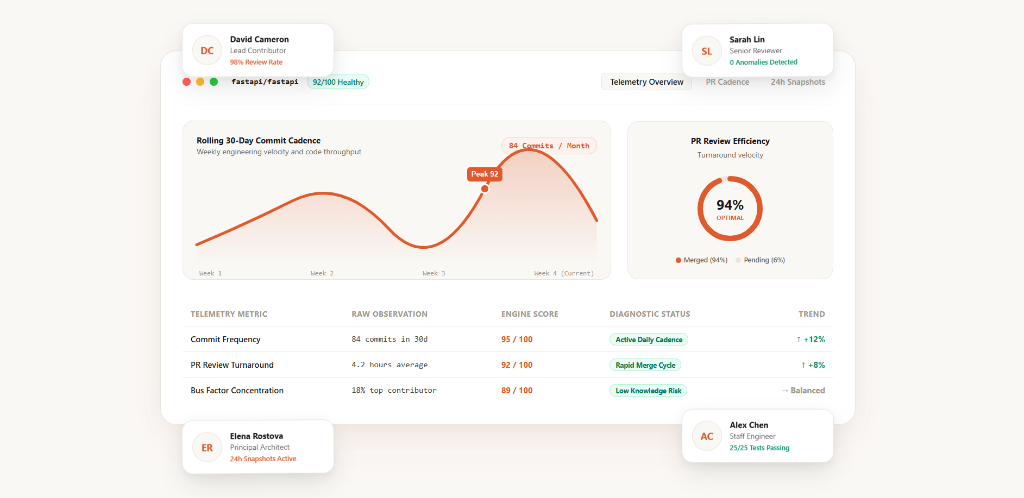 DC
David Cameron
Lead Contributor
98% Review Rate
SL
Sarah Lin
Senior Reviewer
0 Anomalies Detected
fastapi/fastapi
92/100 Healthy
Telemetry Overview
PR Cadence
24h Snapshots
Rolling 30-Day Commit Cadence
Weekly engineering velocity and code throughput
84 Commits / Month
Peak 92
Week 1
Week 2
Week 3
Week 4 (Current)
PR Review Efficiency
Turnaround velocity
94%
OPTIMAL
Merged (94%)
Pending (6%)
TELEMETRY METRIC RAW OBSERVATION ENGINE SCORE DIAGNOSTIC STATUS TREND
Commit Frequency 84 commits in 30d 95 / 100 Active Daily Cadence ↑ +12%
PR Review Turnaround 4.2 hours average 92 / 100 Rapid Merge Cycle ↑ +8%
Bus Factor Concentration 18% top contributor 89 / 100 Low Knowledge Risk → Balanced
ER
Elena Rostova
Principal Architect
24h Snapshots Active
AC
Alex Chen
Staff Engineer
25/25 Tests Passing